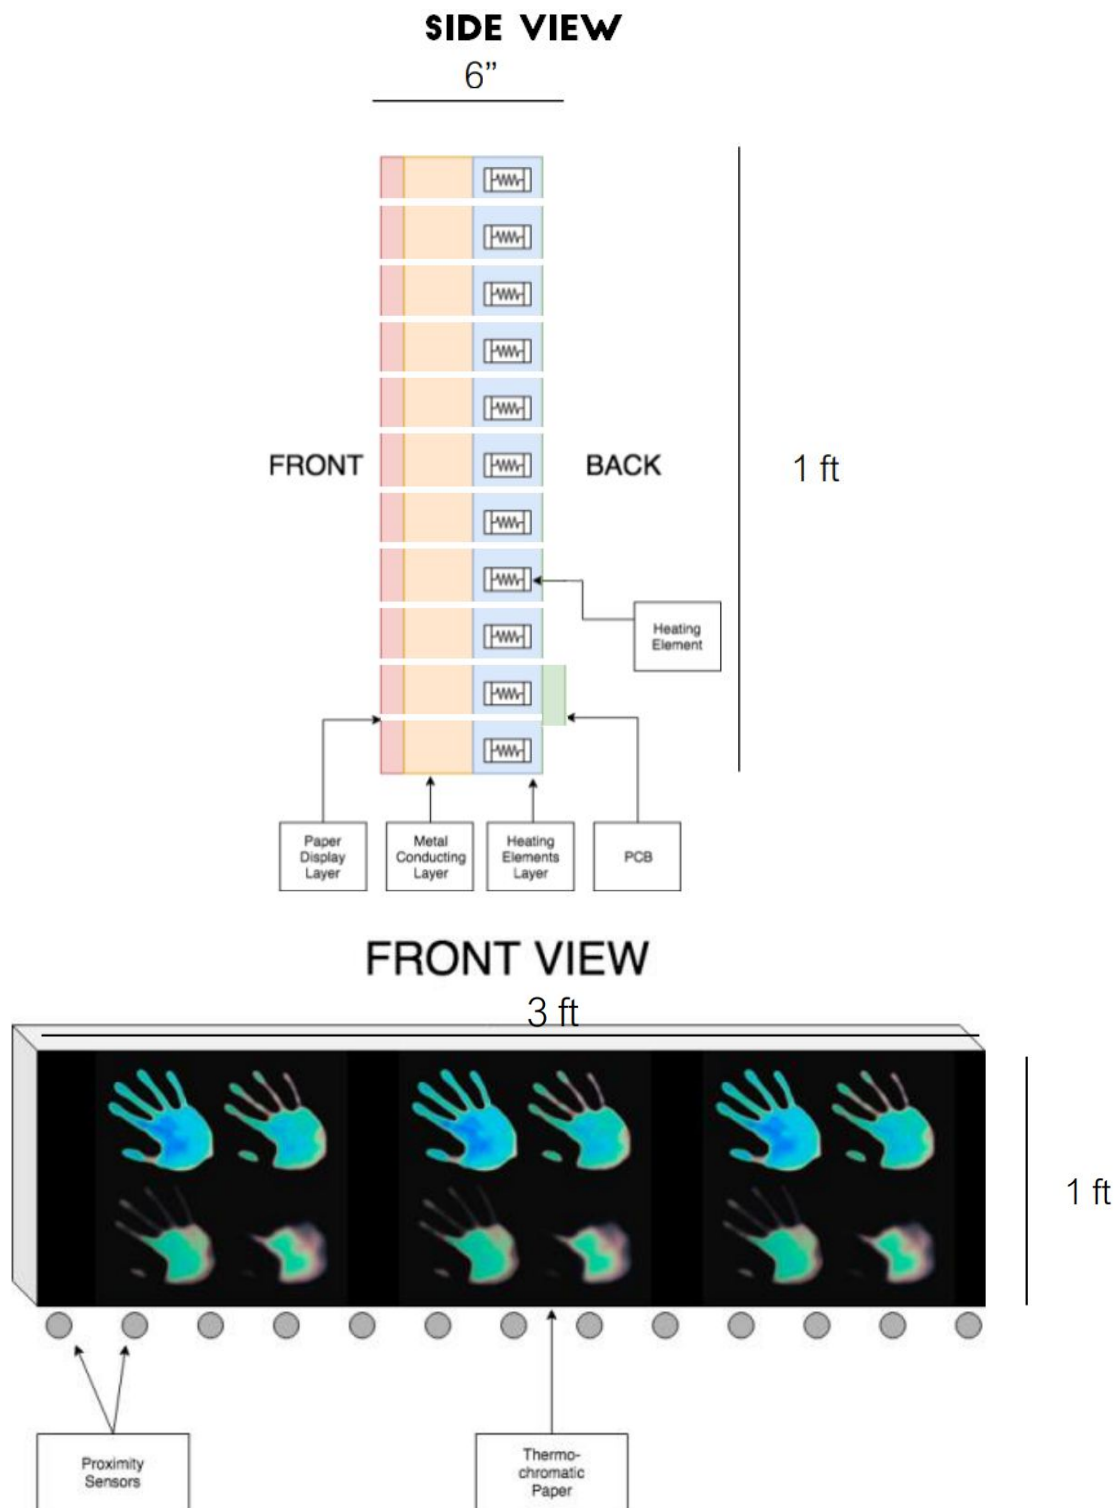 SIDE VIEW
6”
FRONT
BACK
1 ft
Heating
Element
Paper
Display
Layer
Metal
Conducting
Layer
Heating
Elements
Layer
PCB
FRONT VIEW
3 ft
1 ft
Proximity
Sensors
Thermo-
chromatic
Paper